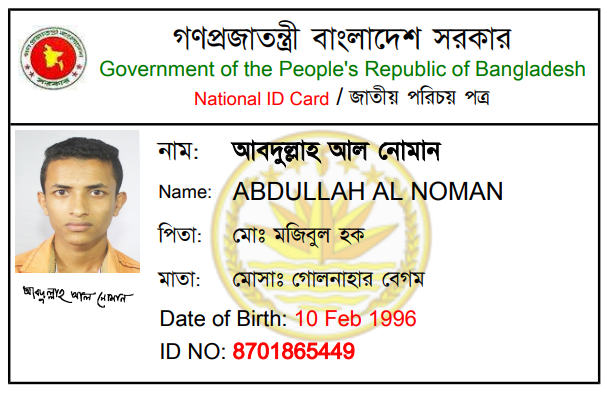 গণপ্রজাতন্ত্রী বাংলাদেশ সরকার
Government of the People's Republic of Bangladesh
National ID Card / জাতীয় পরিচয় পত্র
নাম: আবদুল্লাহ আল নোমান
Name: ABDULLAH AL NOMAN
পিতা: মোঃ মজিবুল হক
মাতা: মোসাঃ গোলনাহার বেগম
আবদুল্লাহ আল নোমান
Date of Birth: 10 Feb 1996
ID NO: 8701865449